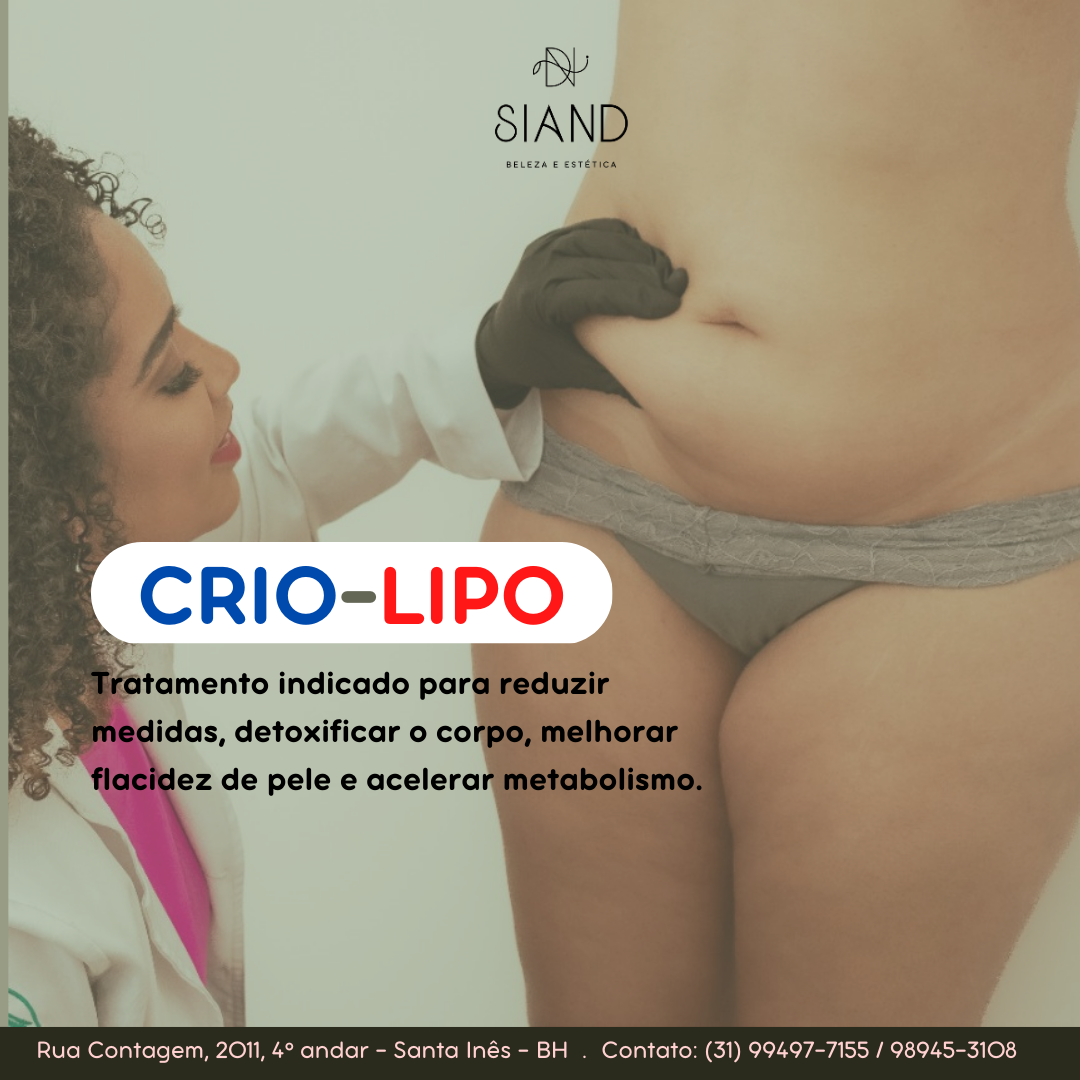 SIAND
BELEZA E ESTÉTICA
CRIO-LIPO
Tratamento indicado para reduzir
medidas, detoxificar o corpo, melhorar
flacidez de pele e acelerar metabolismo.
Rua Contagem, 2011, 4º andar - Santa Inês - BH . Contato: (31) 99497-7155 / 98945-3108